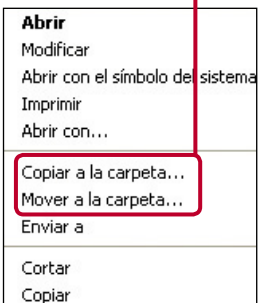 Abrir
Modificar
Abrir con el símbolo del sistema
Imprimir
Abrir con...
Copiar a la carpeta...
Mover a la carpeta...
Enviar a
Cortar
Copiar